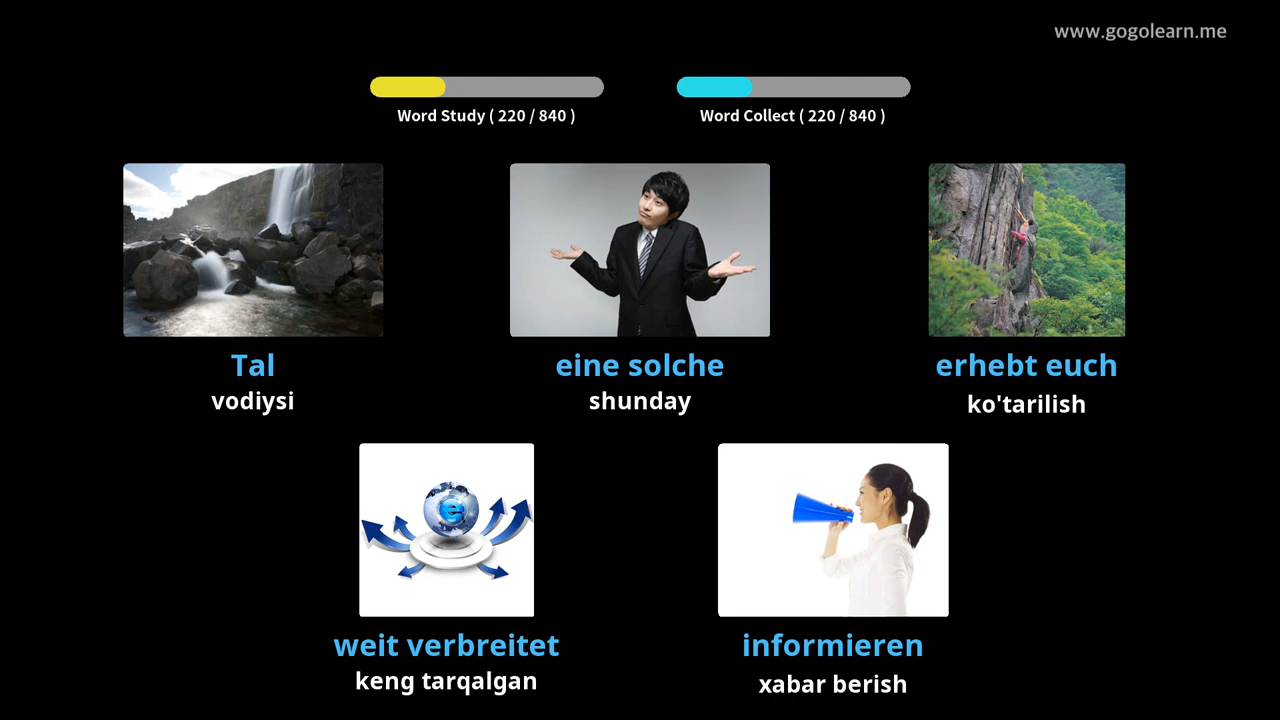 www.gogolearn.me
Word Study ( 220 / 840 )
Word Collect ( 220 / 840 )
Tal
vodiysi
eine solche
shunday
erhebt euch
ko'tarilish
e
weit verbreitet
keng tarqalgan
informieren
xabar berish